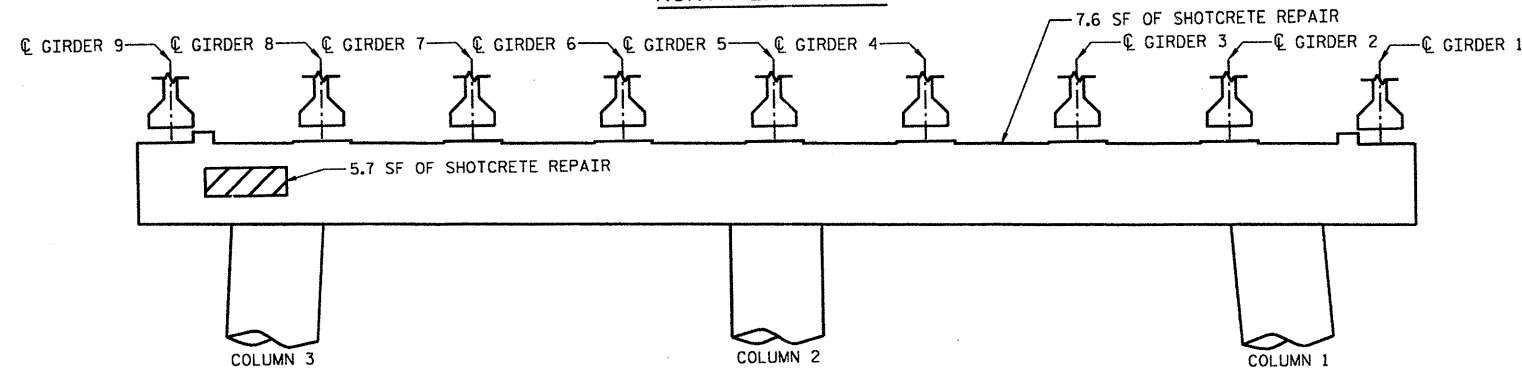 7.6 SF OF SHOTCRETE REPAIR
℄ GIRDER 9
℄ GIRDER 8
℄ GIRDER 7
℄ GIRDER 6
℄ GIRDER 5
℄ GIRDER 4
℄ GIRDER 3
℄ GIRDER 2
℄ GIRDER 1
5.7 SF OF SHOTCRETE REPAIR
COLUMN 3
COLUMN 2
COLUMN 1